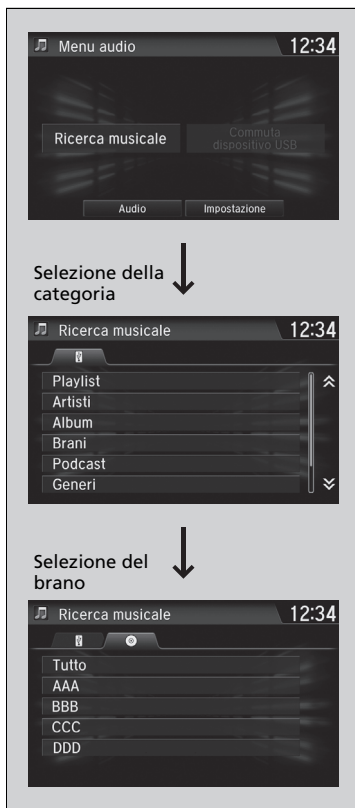 Menu audio 12:34
Ricerca musicale
Commuta
dispositivo USB
Audio Impostazione
Selezione della
categoria
Ricerca musicale 12:34
Playlist
Artisti
Album
Brani
Podcast
Generi
Selezione del
brano
Ricerca musicale 12:34
Tutto
AAA
BBB
CCC
DDD